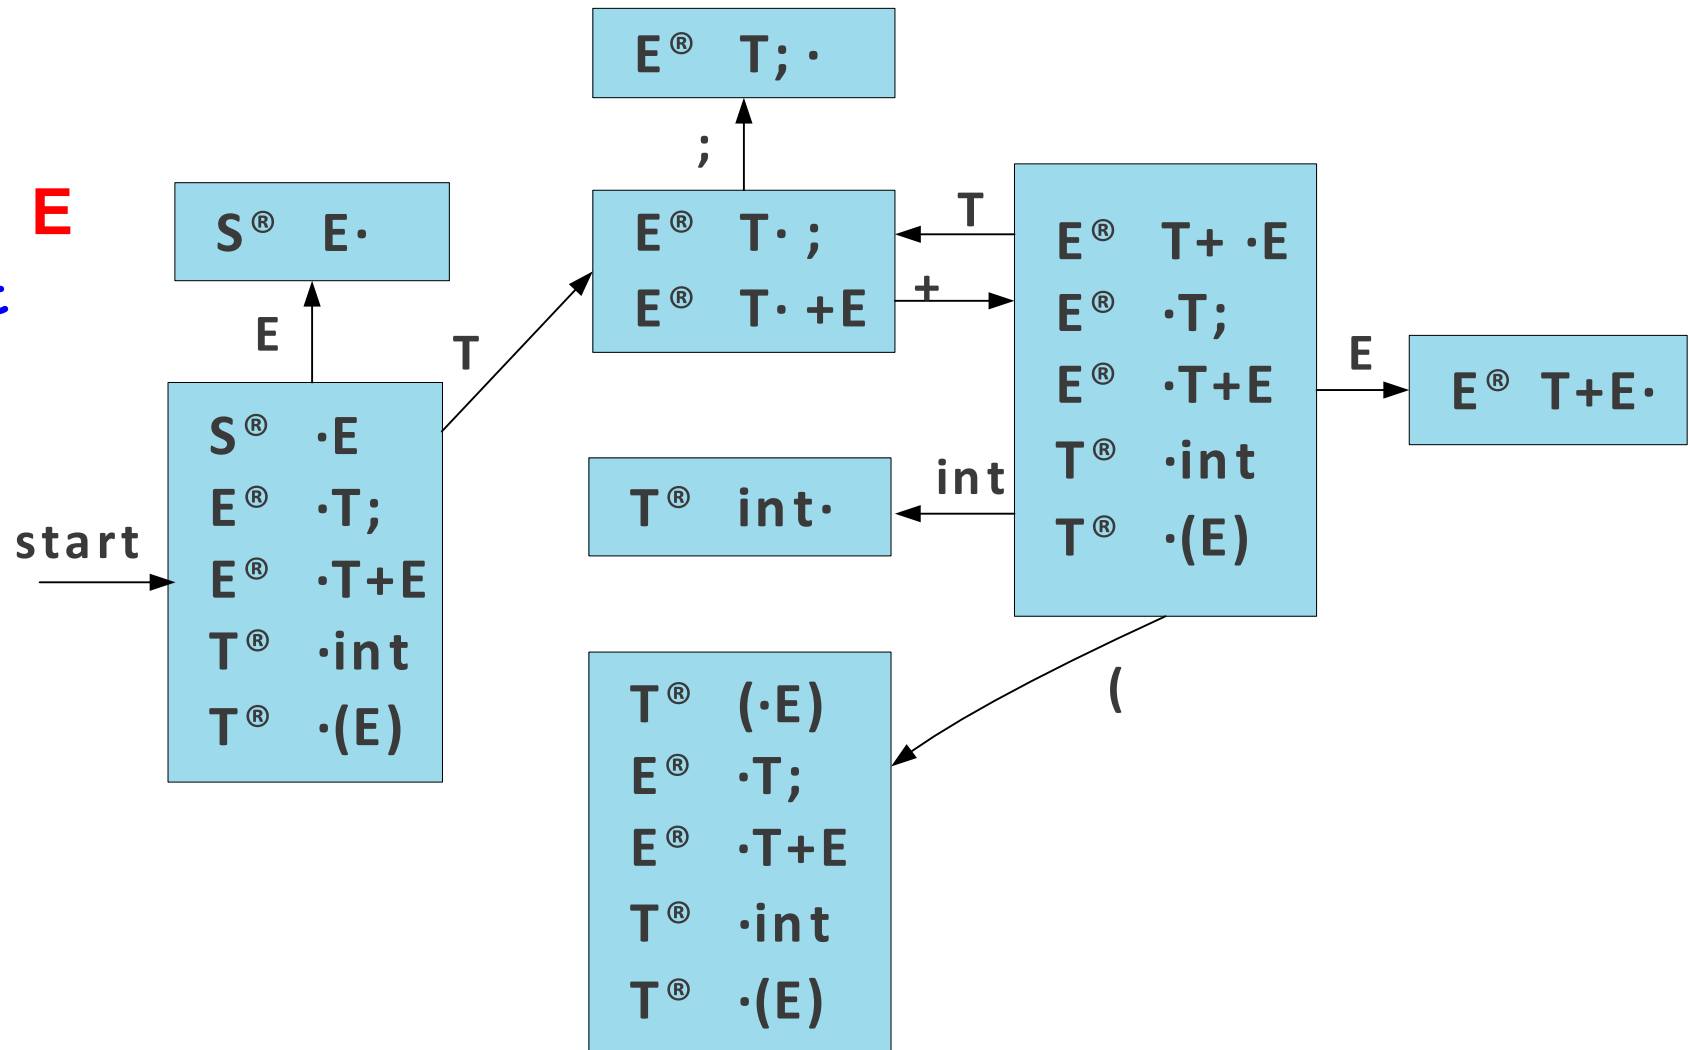 E® T;·
;
E
S® E·
E® T·;
E® T·+E
T
+
E® T+ ·E
E® ·T;
E® ·T+E
T® ·int
T® ·(E)
E
E® T+E·
E
T
start
S® ·E
E® ·T;
E® ·T+E
T® ·int
T® ·(E)
T® int·
int
(
T® (·E)
E® ·T;
E® ·T+E
T® ·int
T® ·(E)